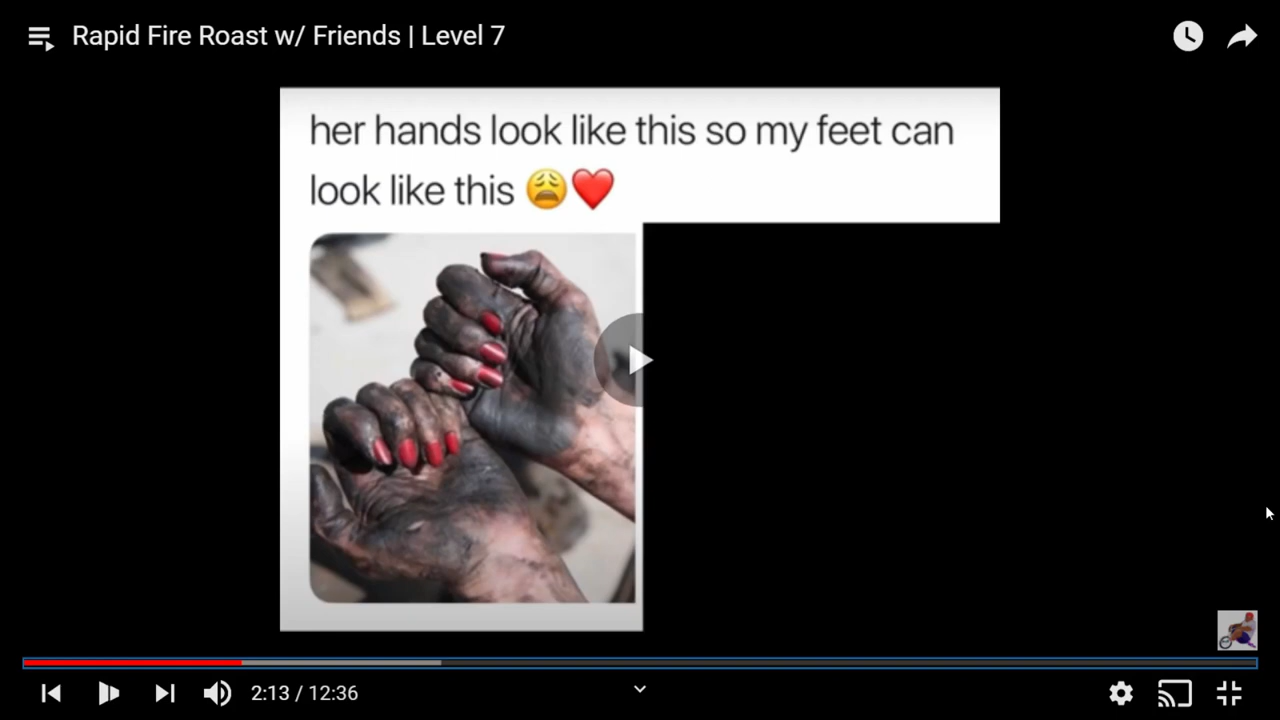 Rapid Fire Roast w/ Friends | Level 7
her hands look like this so my feet can
look like this 😩❤️
2:13 / 12:36